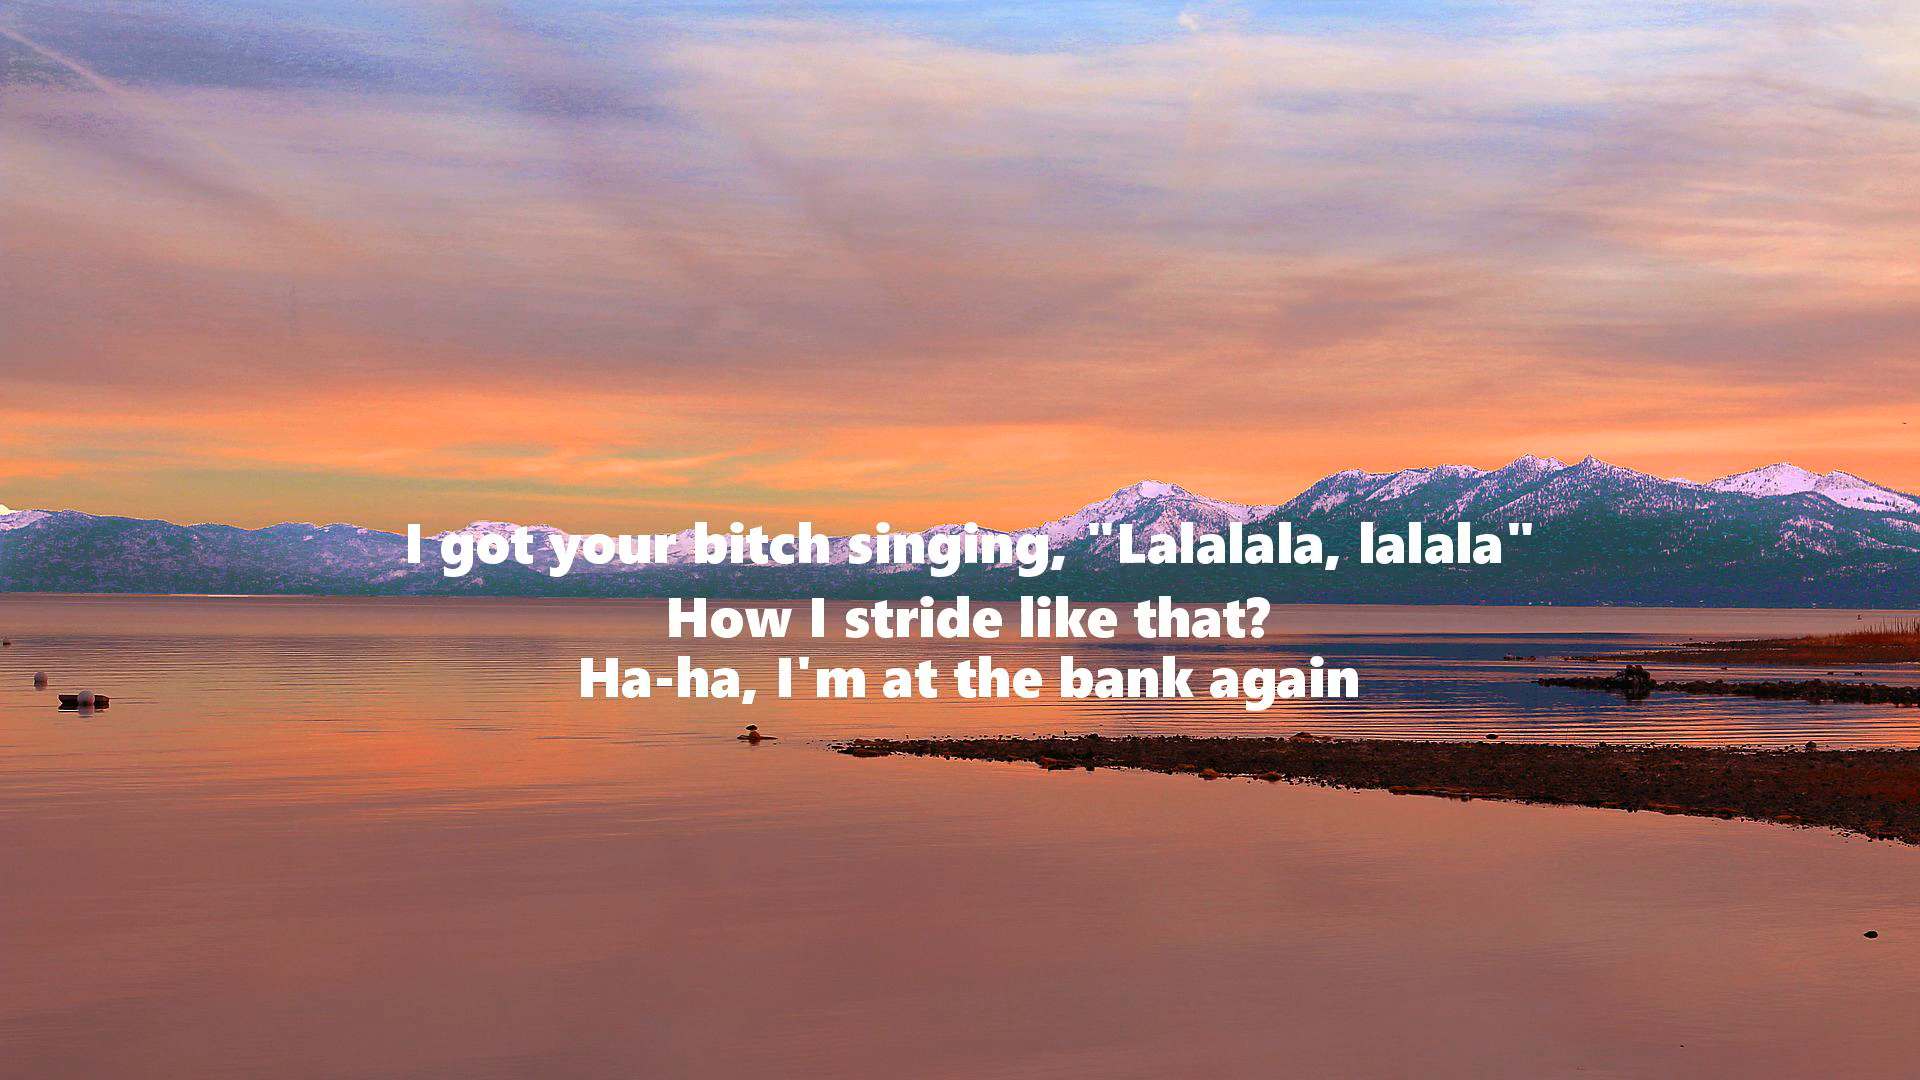 I got your bitch singing, "Lalalala, lalala"
How I stride like that?
Ha-ha, I'm at the bank again